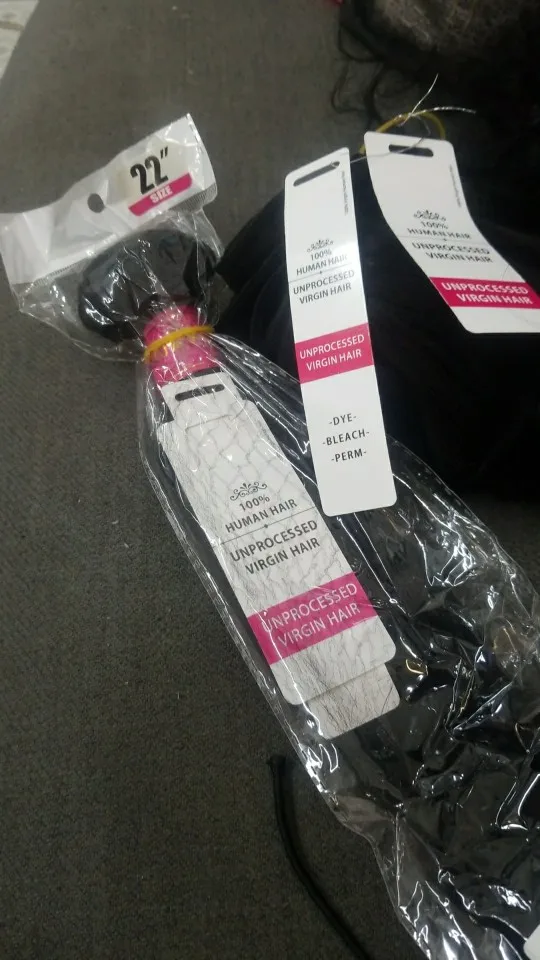 22"
SIZE
100%
HUMAN HAIR
UNPROCESSED
VIRGIN HAIR
UNPROCESSED
VIRGIN HAIR
100%
HUMAN HAIR
UNPROCESSED
VIRGIN HAIR
UNPROCESSED
VIRGIN HAIR
-DYE-
-BLEACH-
-PERM-
100%
HUMAN HAIR
UNPROCESSED
VIRGIN HAIR
UNPROCESSED
VIRGIN HAIR